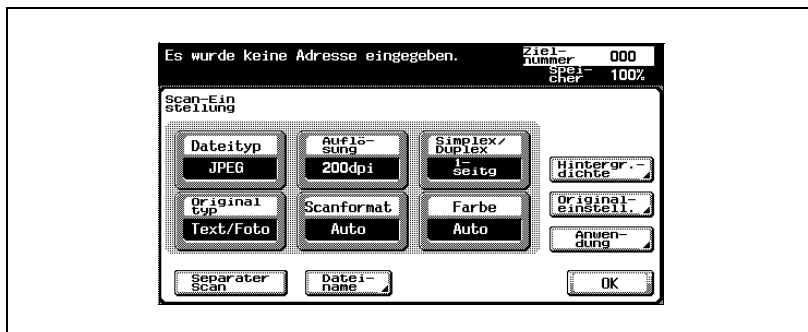 Es wurde keine Adresse eingegeben.
Ziel-
nummer 000
Spei-
cher 100%
Scan-Ein
stellung
Dateityp
JPEG
Auflö-
sung
200dpi
Simplex/
Duplex
1-
seitg
Hintergr.-
dichte
Original
typ
Text/Foto
Scanformat
Auto
Farbe
Auto
Original-
einstell.
Anwen-
dung
Separater
Scan
Datei-
name
OK